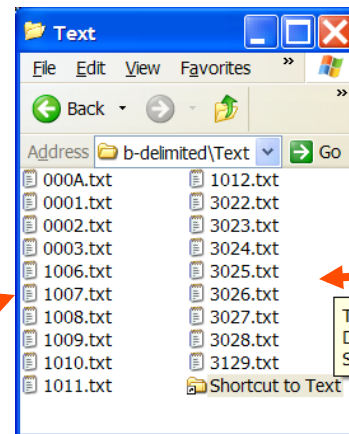 Text
File Edit View Favorites »
Back »
Address b-delimited\Text Go
000A.txt 1012.txt
0001.txt 3022.txt
0002.txt 3023.txt
0003.txt 3024.txt
1006.txt 3025.txt
1007.txt 3026.txt
1008.txt 3027.txt
1009.txt 3028.txt
1010.txt 3129.txt
1011.txt Shortcut to Text
T
D
S